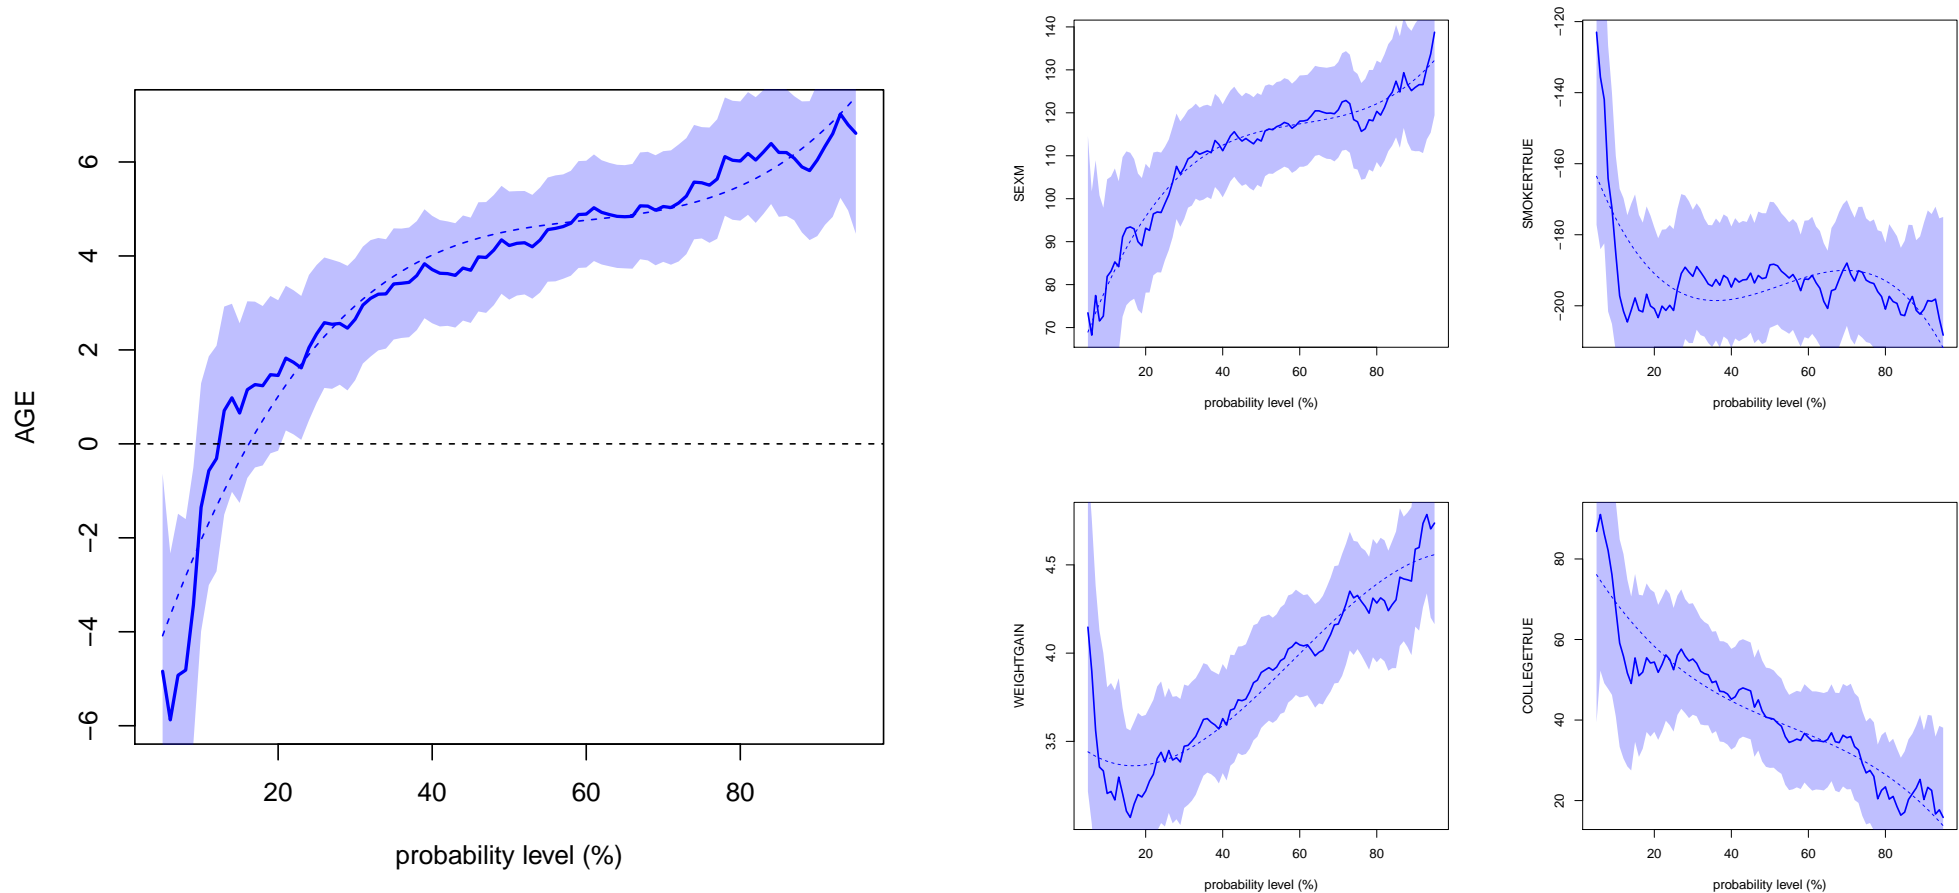 AGE
6
4
2
0
−2
−4
−6
20 40 60 80
probability level (%)
SEXM
140
130
120
110
100
90
80
70
20 40 60 80
probability level (%)
SMOKERTRUE
−120
−140
−160
−180
−200
20 40 60 80
probability level (%)
WEIGHTGAIN
4.5
4.0
3.5
20 40 60 80
probability level (%)
COLLEGETRUE
80
60
40
20
20 40 60 80
probability level (%)